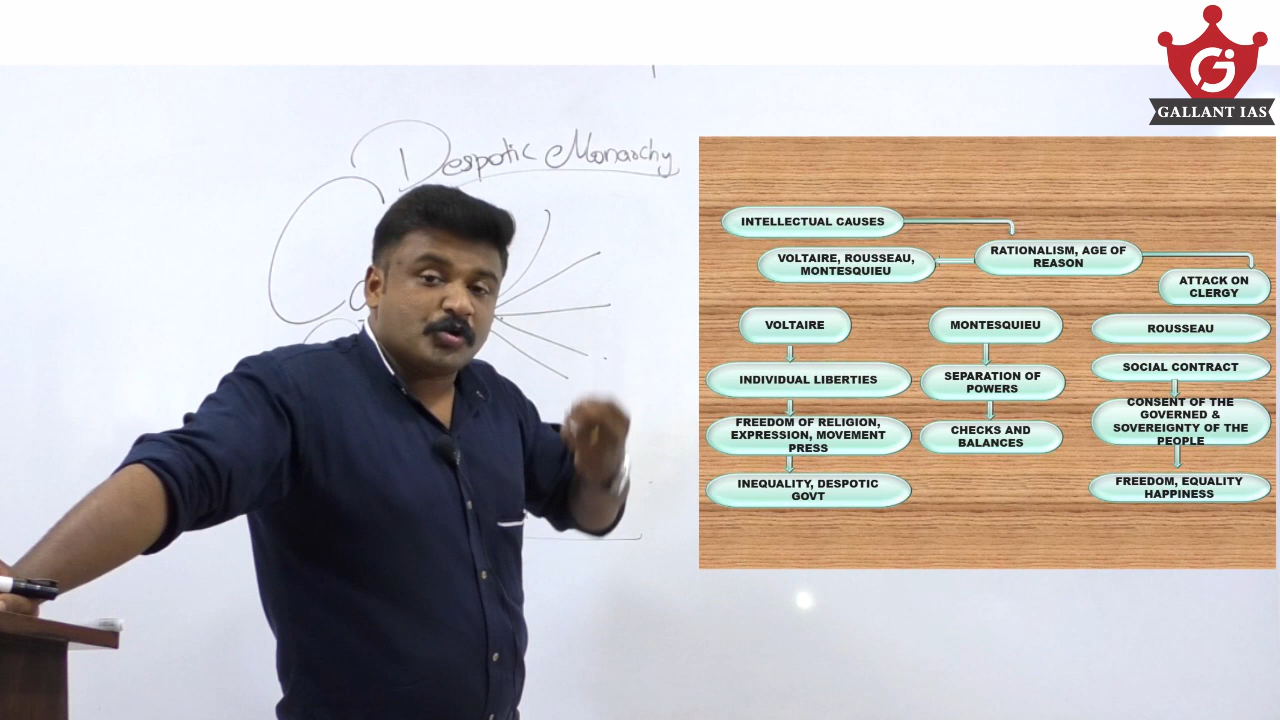 GALLANT IAS
Despotic Monarchy
INTELLECTUAL CAUSES
RATIONALISM, AGE OF
REASON
VOLTAIRE, ROUSSEAU,
MONTESQUIEU
ATTACK ON
CLERGY
VOLTAIRE
INDIVIDUAL LIBERTIES
FREEDOM OF RELIGION,
EXPRESSION, MOVEMENT
PRESS
INEQUALITY, DESPOTIC
GOVT
MONTESQUIEU
SEPARATION OF
POWERS
CHECKS AND
BALANCES
ROUSSEAU
SOCIAL CONTRACT
CONSENT OF THE
GOVERNED &
SOVEREIGNTY OF THE
PEOPLE
FREEDOM, EQUALITY
HAPPINESS